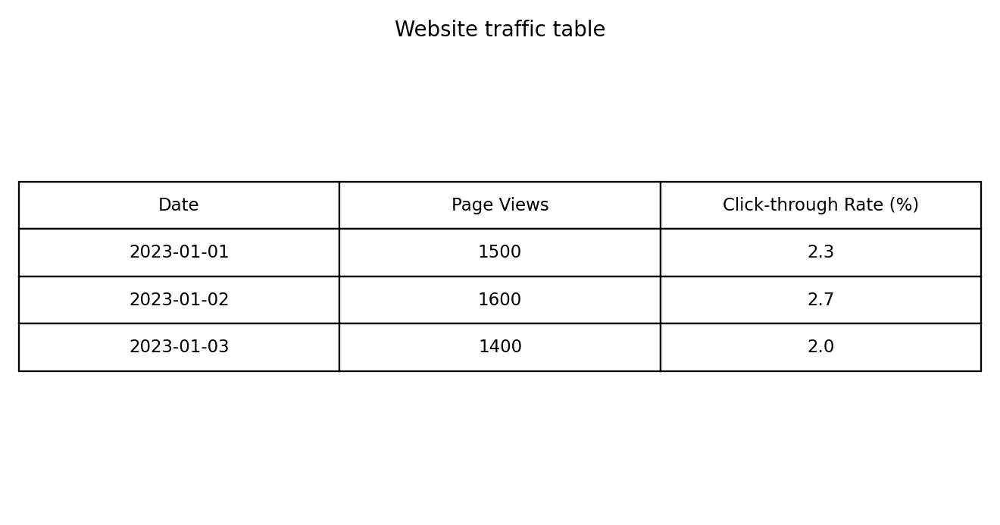 Website traffic table
Date Page Views Click-through Rate (%)
2023-01-01 1500 2.3
2023-01-02 1600 2.7
2023-01-03 1400 2.0